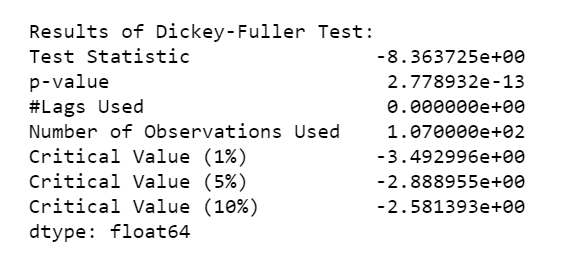 Results of Dickey-Fuller Test:
Test Statistic -8.363725e+00
p-value 2.778932e-13
#Lags Used 0.000000e+00
Number of Observations Used 1.070000e+02
Critical Value (1%) -3.492996e+00
Critical Value (5%) -2.888955e+00
Critical Value (10%) -2.581393e+00
dtype: float64